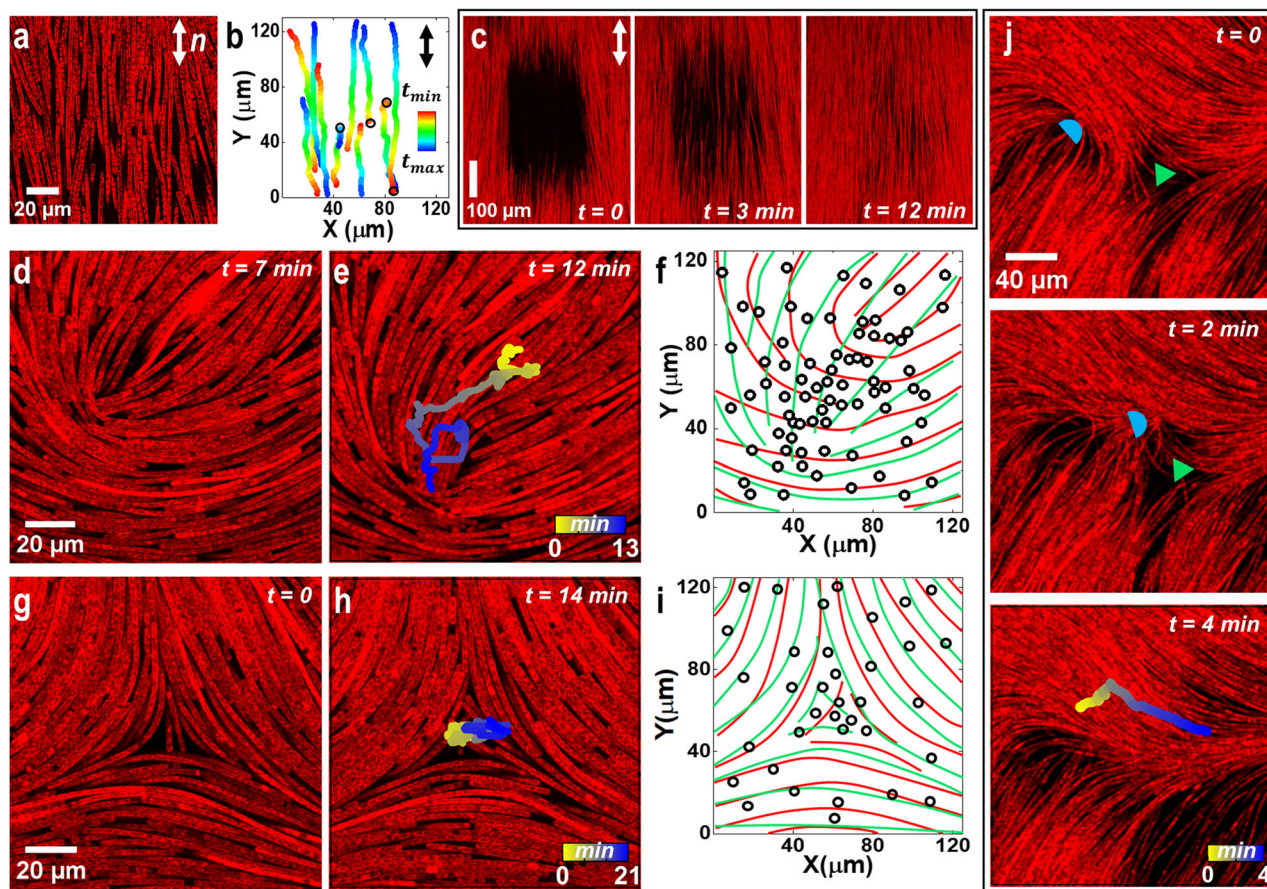 a
n
20 µm
b
Y (µm)
120
80
40
0
t_min
t_max
40
80
120
X (µm)
c
100 µm
t = 0
t = 3 min
t = 12 min
d
t = 7 min
20 µm
e
t = 12 min
min
0
13
f
Y (µm)
120
80
40
0
40
80
120
X (µm)
g
t = 0
20 µm
h
t = 14 min
min
0
21
i
Y(µm)
120
80
40
0
0
40
80
120
X(µm)
j
t = 0
40 µm
t = 2 min
t = 4 min
min
0
4